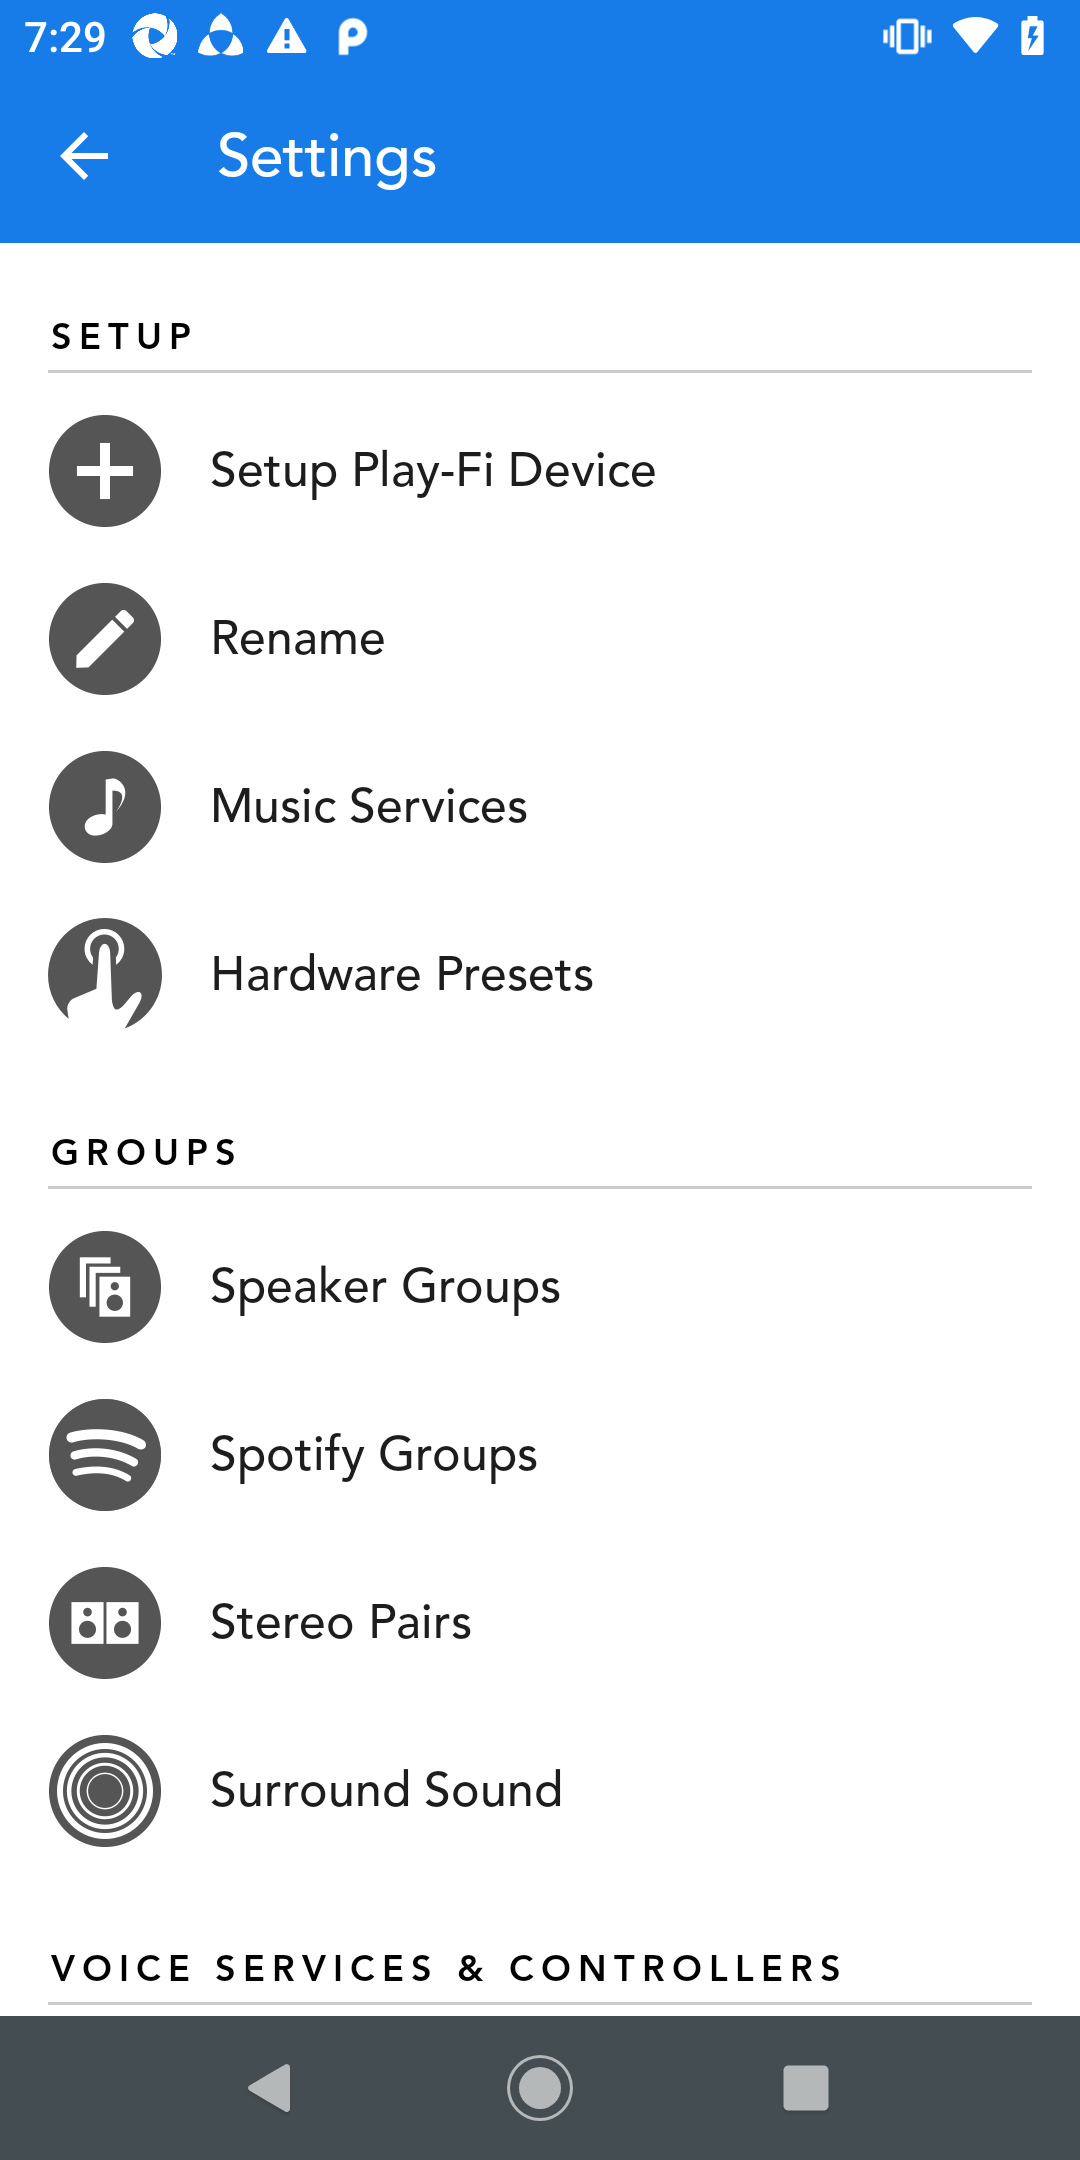 7:29
Settings
SETUP
Setup Play-Fi Device
Rename
Music Services
Hardware Presets
GROUPS
Speaker Groups
Spotify Groups
Stereo Pairs
Surround Sound
VOICE SERVICES & CONTROLLERS